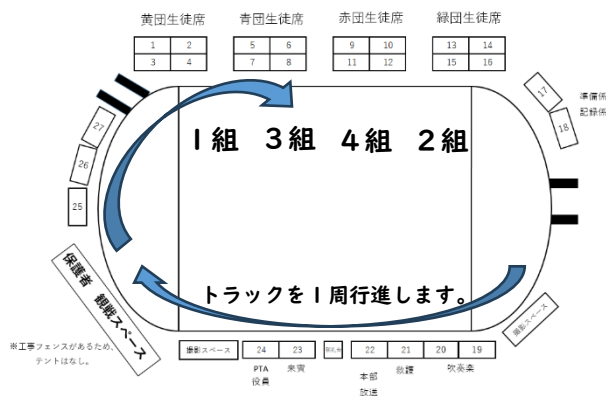 黄団生徒席 青団生徒席 赤団生徒席 緑団生徒席
1 2 5 6 9 10 13 14
3 4 7 8 11 12 15 16
17
準備係
記録係
18
27
26
25
1組 3組 4組 2組
トラックを1周行進します。
保護者 観戦スペース
※工事フェンスがあるため、
テントはなし。
撮影スペース
撮影スペース 24 23 22 21 20 19
PTA
役員
来賓
本部
放送
救護
吹奏楽